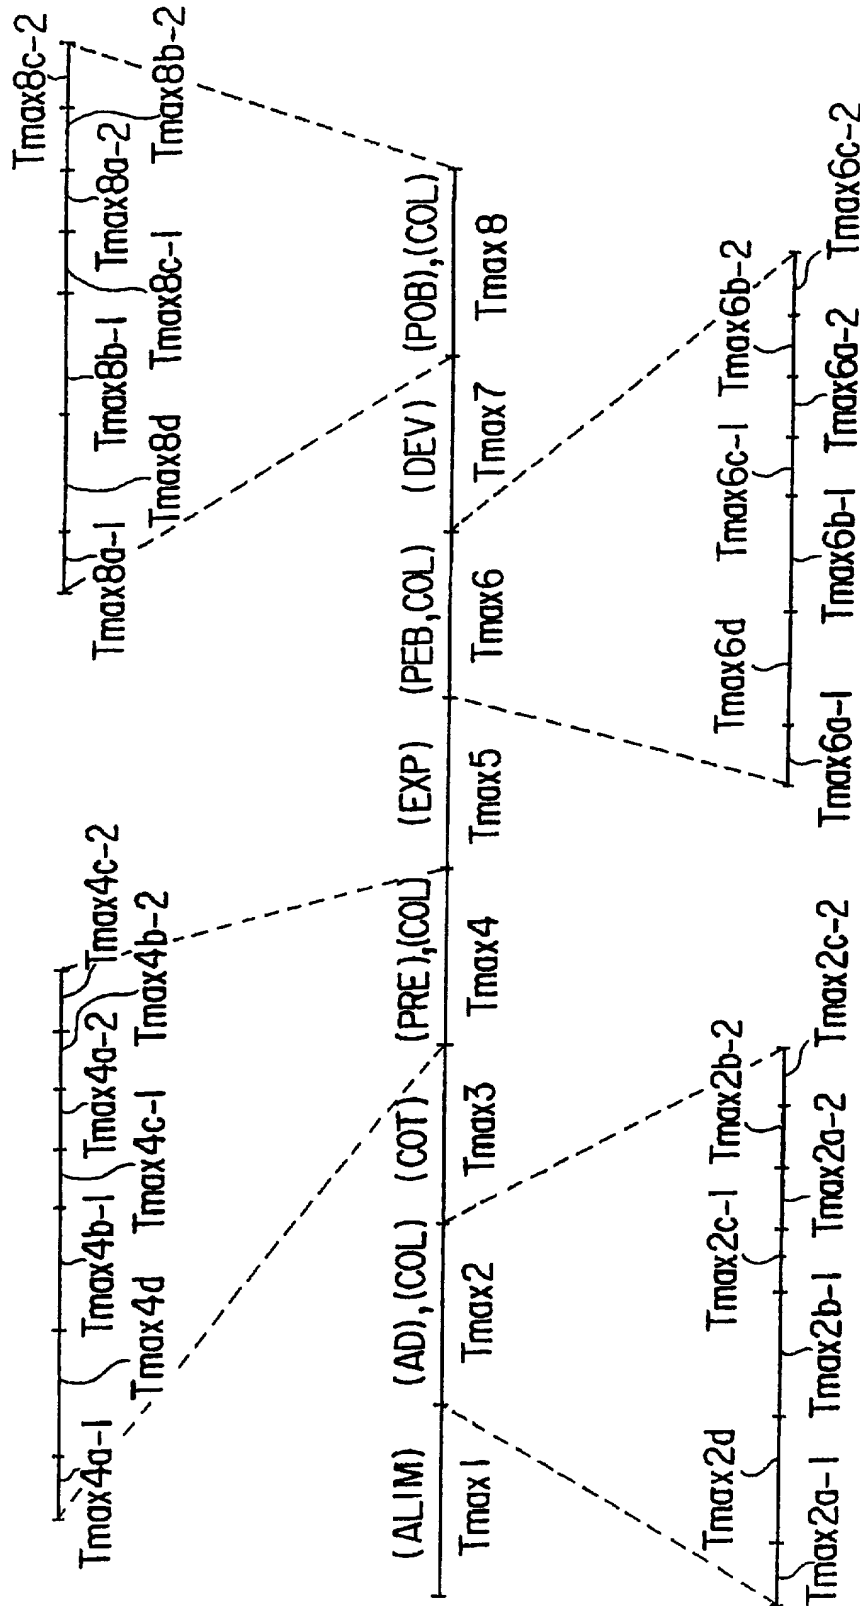 Tmax4a-1
Tmax4d
Tmax4b-1
Tmax4c-1
Tmax4a-2
Tmax4b-2
Tmax4c-2
Tmax8a-1
Tmax8d
Tmax8b-1
Tmax8c-1
Tmax8a-2
Tmax8b-2
Tmax8c-2
(ALIM) (AD),(COL) (COT) (PRE),(COL) (EXP) (PEB,COL) (DEV) (POB),(COL)
Tmax1 Tmax2 Tmax3 Tmax4 Tmax5 Tmax6 Tmax7 Tmax8
Tmax2a-1
Tmax2d
Tmax2b-1
Tmax2c-1
Tmax2a-2
Tmax2b-2
Tmax2c-2
Tmax6a-1
Tmax6d
Tmax6b-1
Tmax6c-1
Tmax6a-2
Tmax6b-2
Tmax6c-2